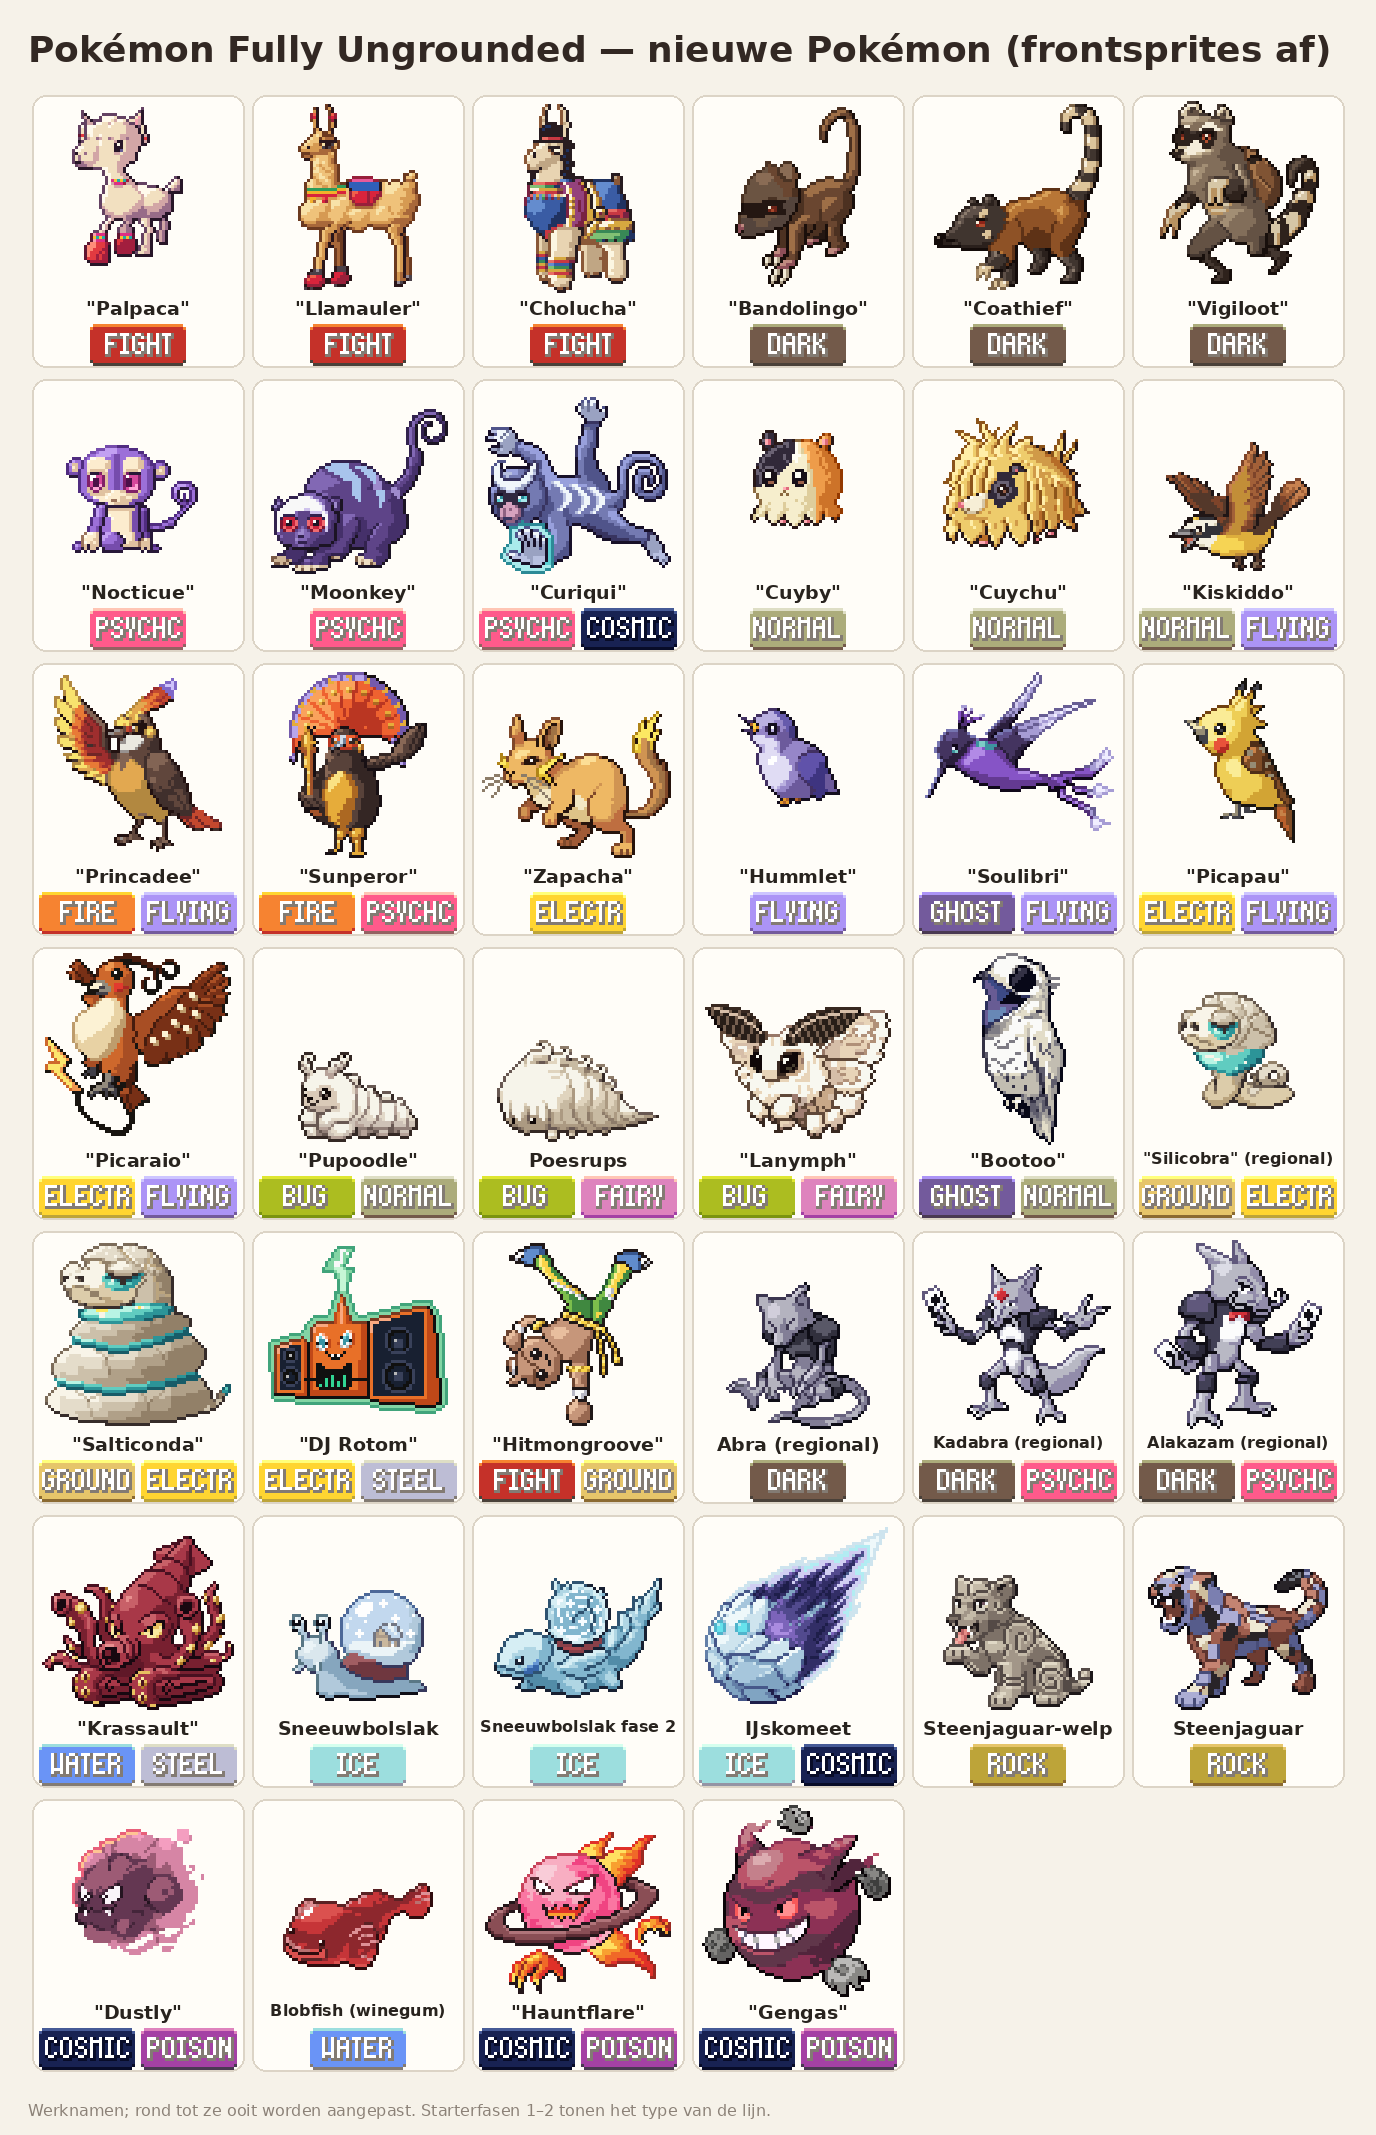 Pokémon Fully Ungrounded — nieuwe Pokémon (frontsprites af)
"Palpaca" "Llamauler" "Cholucha" "Bandolingo" "Coathief" "Vigiloot"
FIGHT FIGHT FIGHT DARK DARK DARK
"Nocticue" "Moonkey" "Curiqui" "Cuyby" "Cuychu" "Kiskiddo"
PSYCHC PSYCHC PSYCHC COSMIC NORMAL NORMAL NORMAL FLYING
"Princadee" "Sunperor" "Zapacha" "Hummlet" "Soulibri" "Picapau"
FIRE FLYING FIRE PSYCHC ELECTR FLYING GHOST FLYING ELECTR FLYING
"Picaraio" "Pupoodle" Poesrups "Lanymph" "Bootoo" "Silicobra" (regional)
ELECTR FLYING BUG NORMAL BUG FAIRY BUG FAIRY GHOST NORMAL GROUND ELECTR
"Salticonda" "DJ Rotom" "Hitmongroove" Abra (regional) Kadabra (regional) Alakazam (regional)
GROUND ELECTR ELECTR STEEL FIGHT GROUND DARK DARK PSYCHC DARK PSYCHC
"Krassault" Sneeuwbolslak Sneeuwbolslak fase 2 IJskomeet Steenjaguar-welp Steenjaguar
WATER STEEL ICE ICE ICE COSMIC ROCK ROCK
"Dustly" Blobfish (winegum) "Hauntflare" "Gengas"
COSMIC POISON WATER COSMIC POISON COSMIC POISON
Werknamen; rond tot ze ooit worden aangepast. Starterfasen 1–2 tonen het type van de lijn.